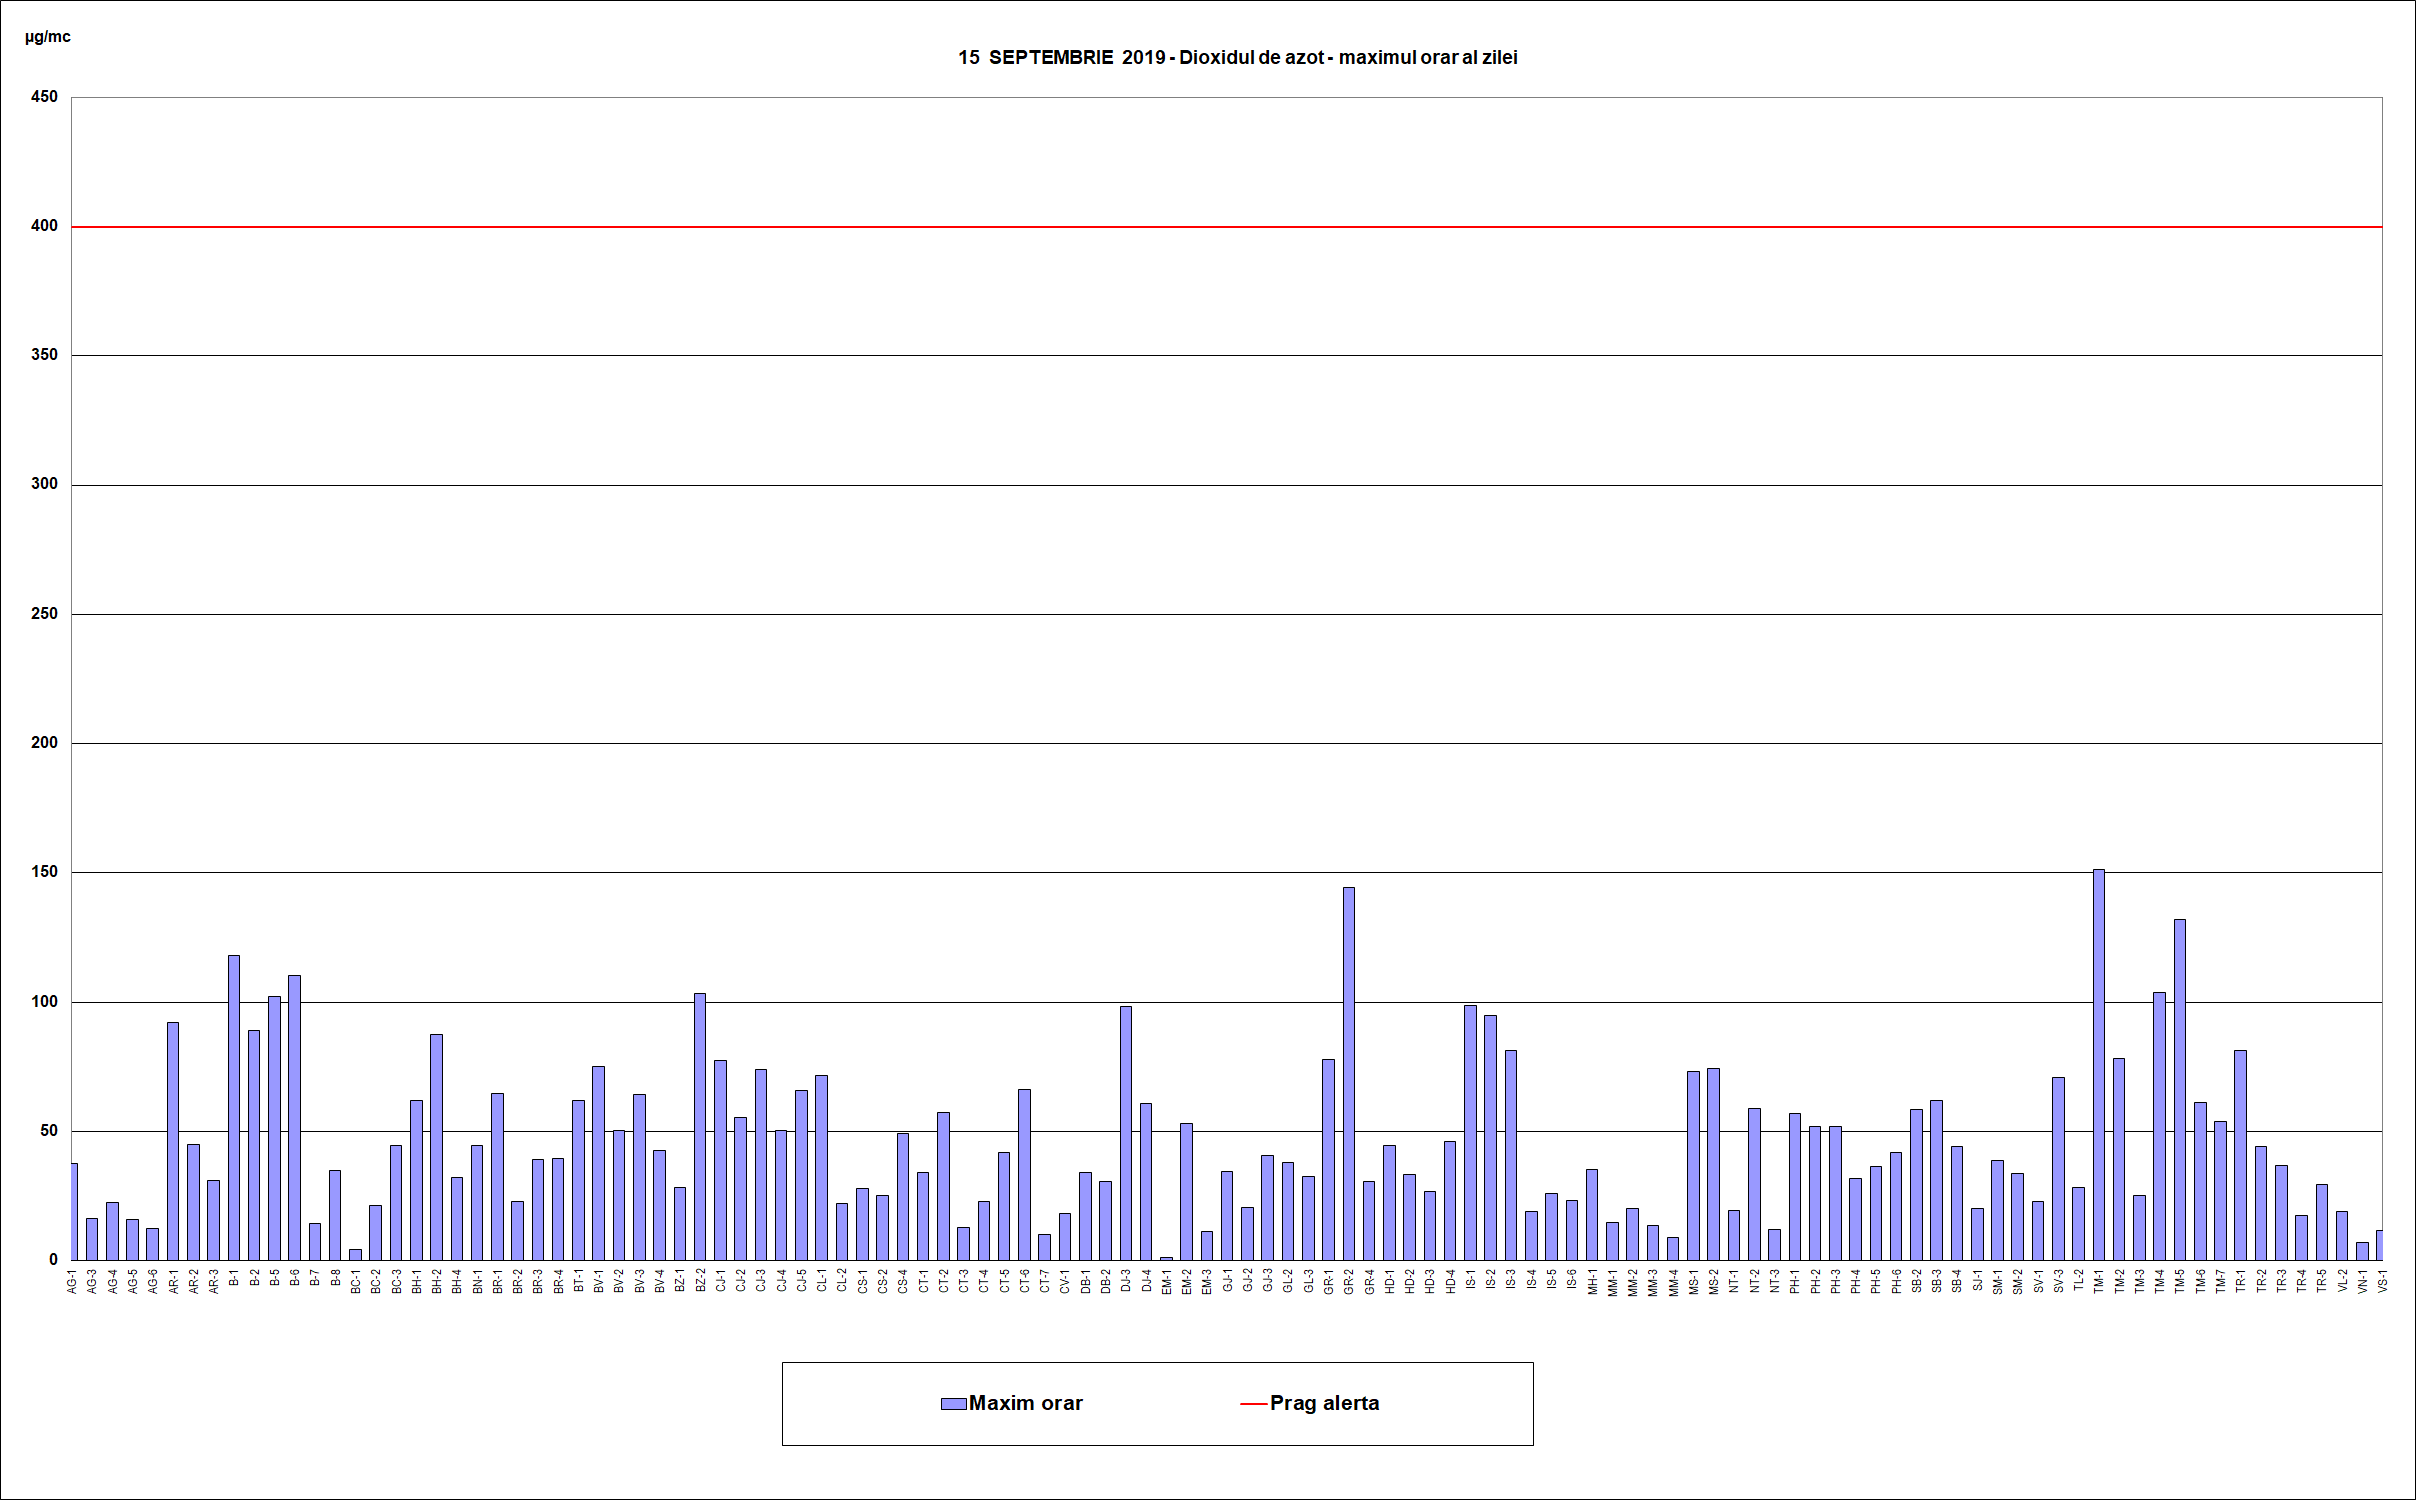 µg/mc
15 SEPTEMBRIE 2019 - Dioxidul de azot - maximul orar al zilei
450
400
350
300
250
200
150
100
50
0
AG-1 AG-3 AG-4 AG-5 AG-6 AR-1 AR-2 AR-3 B-1 B-2 B-5 B-6 B-7 B-8 BC-1 BC-2 BC-3 BH-1 BH-2 BH-4 BN-1 BR-1 BR-2 BR-3 BR-4 BT-1 BV-1 BV-2 BV-3 BV-4 BZ-1 BZ-2 CJ-1 CJ-2 CJ-3 CJ-4 CJ-5 CL-1 CL-2 CS-1 CS-2 CS-4 CT-1 CT-2 CT-3 CT-4 CT-5 CT-6 CT-7 CV-1 DB-1 DB-2 DJ-3 DJ-4 EM-1 EM-2 EM-3 GJ-1 GJ-2 GJ-3 GL-2 GL-3 GR-1 GR-2 GR-4 HD-1 HD-2 HD-3 HD-4 IS-1 IS-2 IS-3 IS-4 IS-5 IS-6 MH-1 MM-1 MM-2 MM-3 MM-4 MS-1 MS-2 NT-1 NT-2 NT-3 PH-1 PH-2 PH-3 PH-4 PH-5 PH-6 SB-2 SB-3 SB-4 SJ-1 SM-1 SM-2 SV-1 SV-3 TL-2 TM-1 TM-2 TM-3 TM-4 TM-5 TM-6 TM-7 TR-1 TR-2 TR-3 TR-4 TR-5 VL-2 VN-1 VS-1
Maxim orar Prag alerta